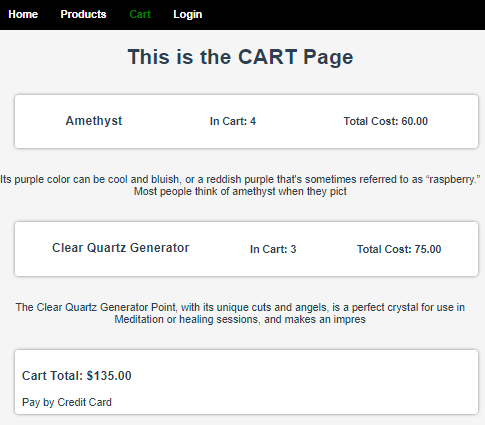 Home Products Cart Login
This is the CART Page
Amethyst In Cart: 4 Total Cost: 60.00
Its purple color can be cool and bluish, or a reddish purple that's sometimes referred to as “raspberry.”
Most people think of amethyst when they pict
Clear Quartz Generator In Cart: 3 Total Cost: 75.00
The Clear Quartz Generator Point, with its unique cuts and angels, is a perfect crystal for use in
Meditation or healing sessions, and makes an impres
Cart Total: $135.00
Pay by Credit Card